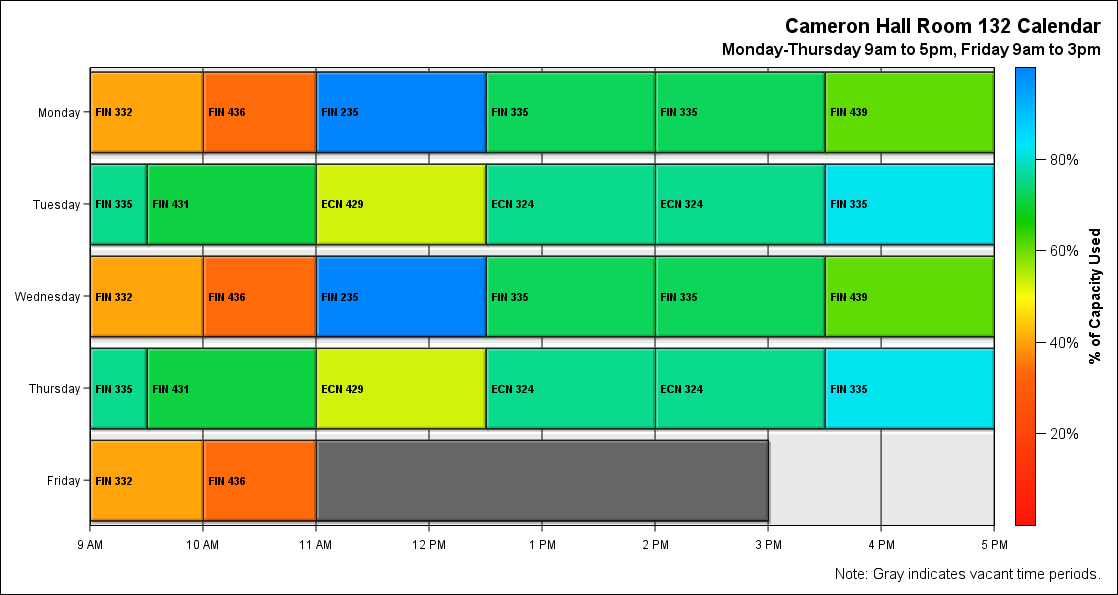 Cameron Hall Room 132 Calendar
Monday-Thursday 9am to 5pm, Friday 9am to 3pm
Monday FIN 332 FIN 436 FIN 235 FIN 335 FIN 335 FIN 439
Tuesday FIN 335 FIN 431 ECN 429 ECN 324 ECN 324 FIN 335
Wednesday FIN 332 FIN 436 FIN 235 FIN 335 FIN 335 FIN 439
Thursday FIN 335 FIN 431 ECN 429 ECN 324 ECN 324 FIN 335
Friday FIN 332 FIN 436
9 AM 10 AM 11 AM 12 PM 1 PM 2 PM 3 PM 4 PM 5 PM
80%
60%
40%
20%
% of Capacity Used
Note: Gray indicates vacant time periods.